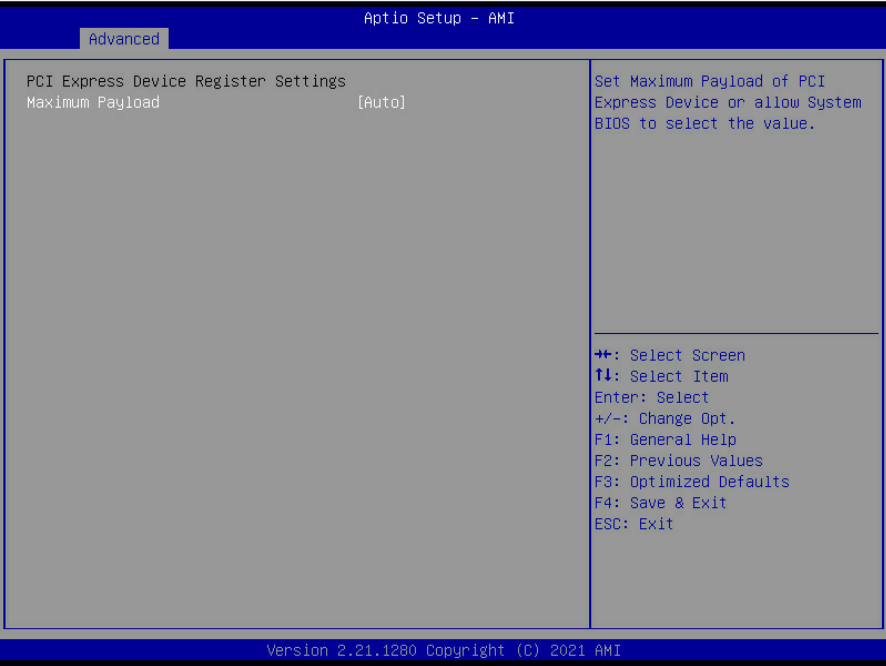 Aptio Setup – AMI
Advanced
PCI Express Device Register Settings
Maximum Payload [Auto]
Set Maximum Payload of PCI
Express Device or allow System
BIOS to select the value.
→←: Select Screen
↑↓: Select Item
Enter: Select
+/-: Change Opt.
F1: General Help
F2: Previous Values
F3: Optimized Defaults
F4: Save & Exit
ESC: Exit
Version 2.21.1280 Copyright (C) 2021 AMI